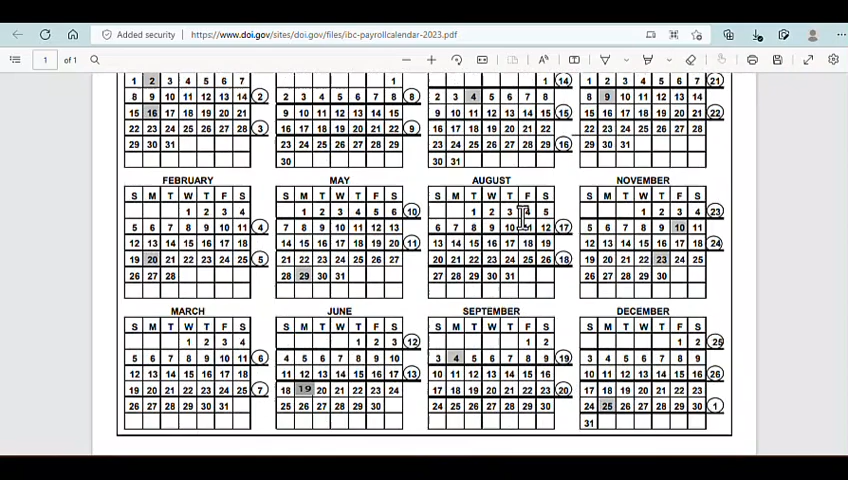 Added security
https://www.doi.gov/sites/doi.gov/files/ibc-payrollcalendar-2023.pdf
1 of 1
1 2 3 4 5 6 7
8 9 10 11 12 13 14 2
15 16 17 18 19 20 21
22 23 24 25 26 27 28 3
29 30 31
1
2 3 4 5 6 7 8 8
9 10 11 12 13 14 15
16 17 18 19 20 21 22 9
23 24 25 26 27 28 29
30
1 14
2 3 4 5 6 7 8
9 10 11 12 13 14 15 15
16 17 18 19 20 21 22
23 24 25 26 27 28 29 16
30 31
1 2 3 4 5 6 7 21
8 9 10 11 12 13 14
15 16 17 18 19 20 21 22
22 23 24 25 26 27 28
29 30 31
FEBRUARY
S M T W T F S
1 2 3 4
5 6 7 8 9 10 11 4
12 13 14 15 16 17 18
19 20 21 22 23 24 25 5
26 27 28
MAY
S M T W T F S
1 2 3 4 5 6 10
7 8 9 10 11 12 13
14 15 16 17 18 19 20 11
21 22 23 24 25 26 27
28 29 30 31
AUGUST
S M T W T F S
1 2 3 4 5
6 7 8 9 10 11 12 17
13 14 15 16 17 18 19
20 21 22 23 24 25 26 18
27 28 29 30 31
NOVEMBER
S M T W T F S
1 2 3 4 23
5 6 7 8 9 10 11
12 13 14 15 16 17 18 24
19 20 21 22 23 24 25
26 27 28 29 30
MARCH
S M T W T F S
1 2 3 4
5 6 7 8 9 10 11 6
12 13 14 15 16 17 18
19 20 21 22 23 24 25 7
26 27 28 29 30 31
JUNE
S M T W T F S
1 2 3 12
4 5 6 7 8 9 10
11 12 13 14 15 16 17 13
18 19 20 21 22 23 24
25 26 27 28 29 30
SEPTEMBER
S M T W T F S
1 2
3 4 5 6 7 8 9 19
10 11 12 13 14 15 16
17 18 19 20 21 22 23 20
24 25 26 27 28 29 30
DECEMBER
S M T W T F S
1 2 25
3 4 5 6 7 8 9
10 11 12 13 14 15 16 26
17 18 19 20 21 22 23
24 25 26 27 28 29 30 1
31